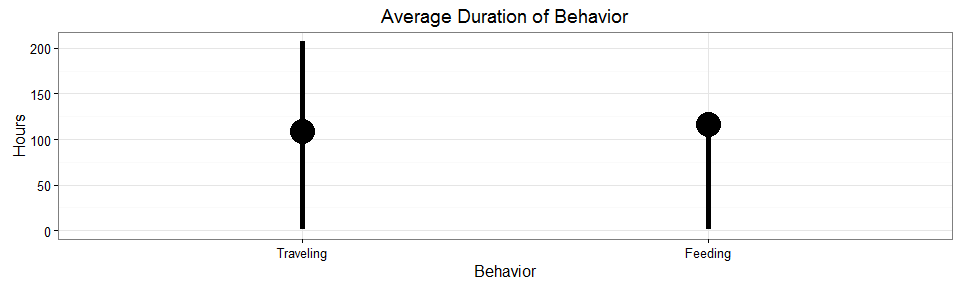 Average Duration of Behavior
Hours
200
150
100
50
0
Traveling
Feeding
Behavior